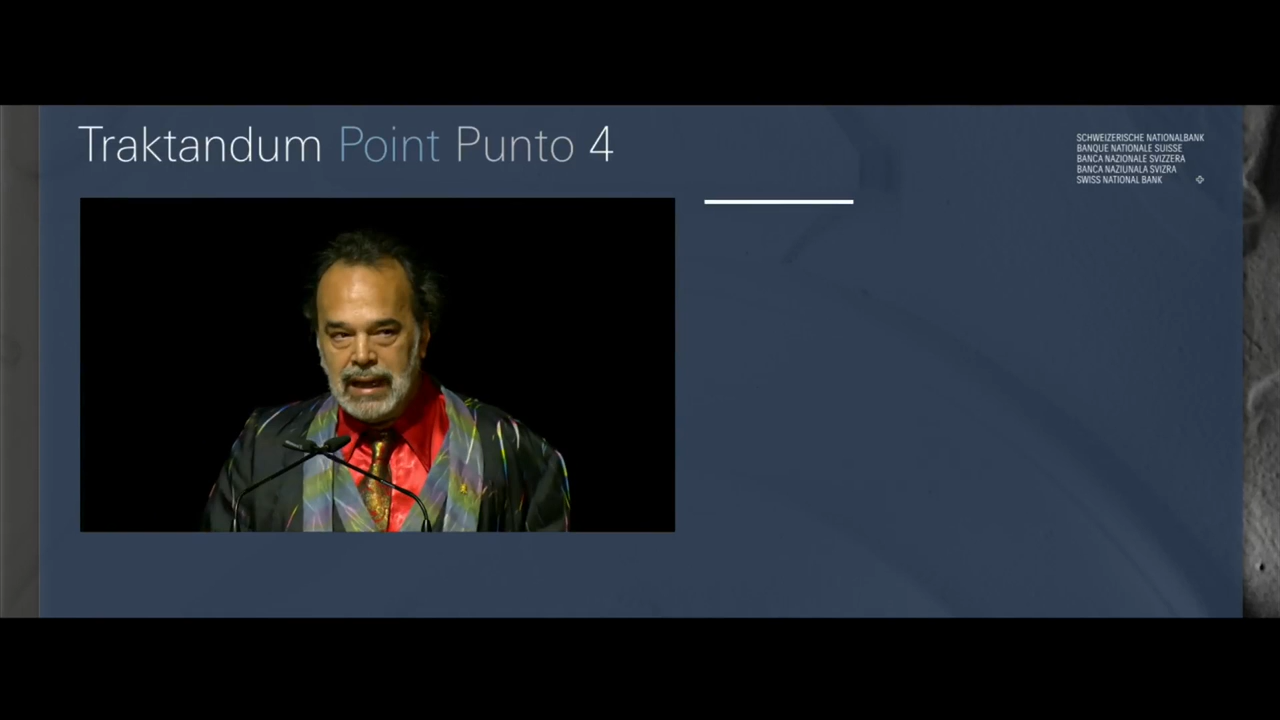 Traktandum Point Punto 4
SCHWEIZERISCHE NATIONALBANK
BANQUE NATIONALE SUISSE
BANCA NAZIONALE SVIZZERA
BANCA NAZIUNALA SVIZRA
SWISS NATIONAL BANK